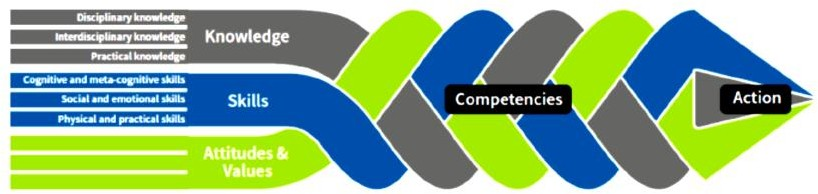 Disciplinary knowledge
Interdisciplinary knowledge
Practical knowledge
Knowledge
Cognitive and meta-cognitive skills
Social and emotional skills
Physical and practical skills
Skills
Attitudes &
Values
Competencies
Action